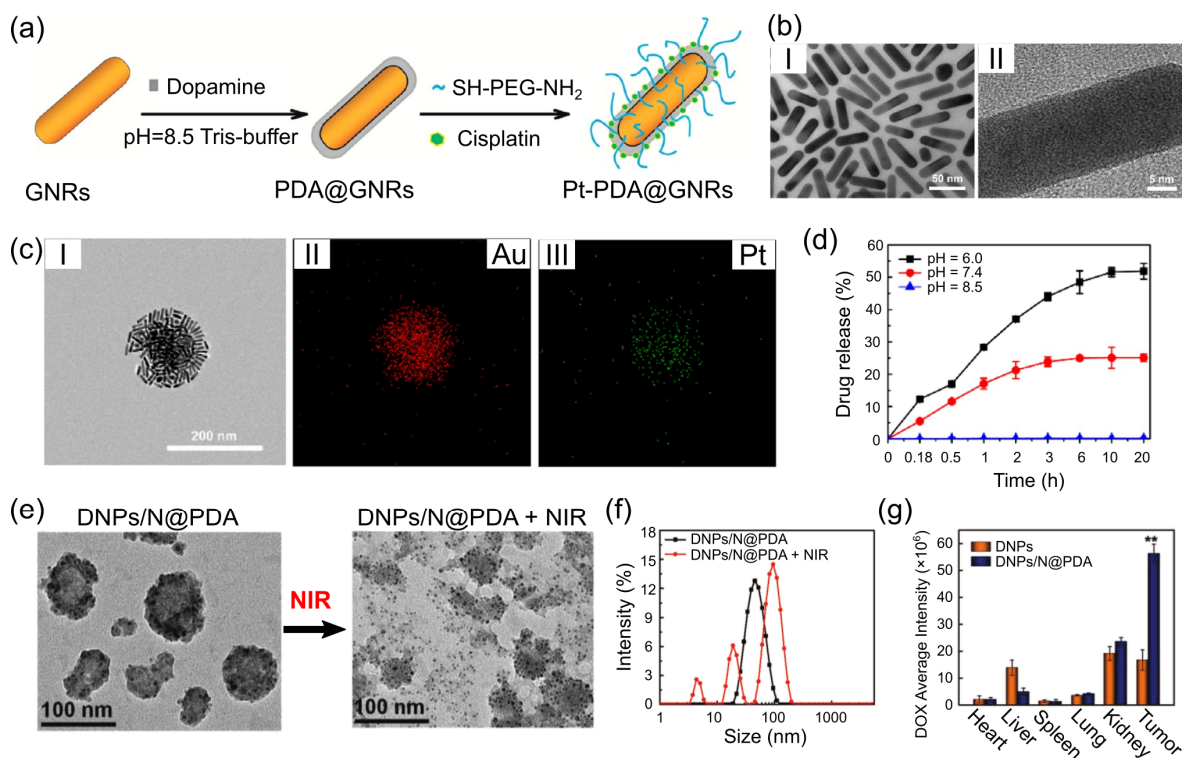 (a)
Dopamine
pH=8.5 Tris-buffer
~ SH-PEG-NH₂
Cisplatin
GNRs
PDA@GNRs
Pt-PDA@GNRs
(b)
I
50 nm
II
5 nm
(c)
I
200 nm
II
Au
III
Pt
(d)
Drug release (%)
60
50
40
30
20
10
0
pH = 6.0
pH = 7.4
pH = 8.5
0 0.18 0.5 1 2 3 6 10 20
Time (h)
(e)
DNPs/N@PDA
100 nm
NIR
DNPs/N@PDA + NIR
100 nm
(f)
Intensity (%)
18
15
12
9
6
3
0
DNPs/N@PDA
DNPs/N@PDA + NIR
1 10 100 1000
Size (nm)
(g)
DOX Average Intensity (×10⁶)
60
50
40
30
20
10
0
DNPs
DNPs/N@PDA
**
Heart Liver Spleen Lung Kidney Tumor